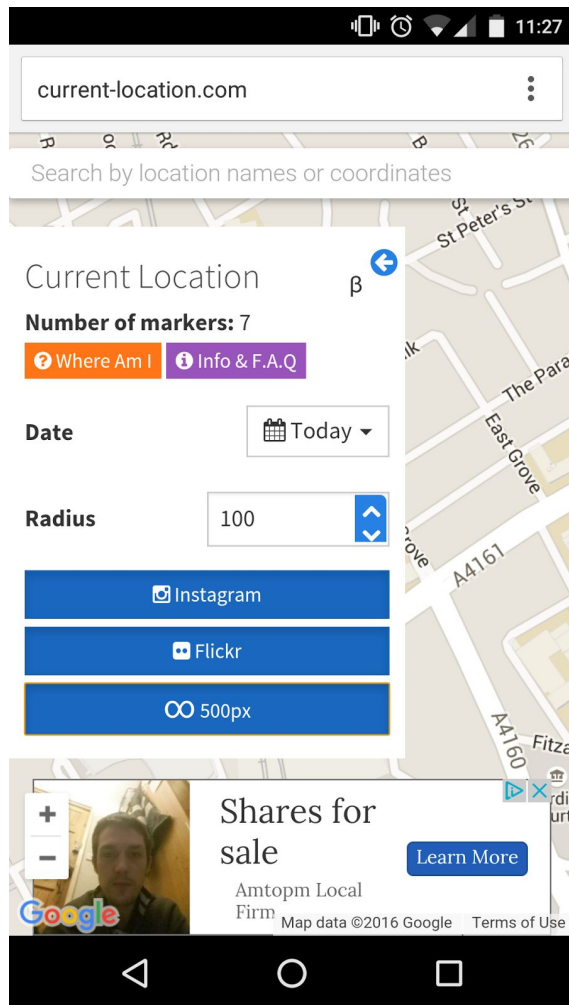 11:27
current-location.com
Search by location names or coordinates
St Peter's St
Current Location
β
Number of markers: 7
Where Am I
Info & F.A.Q
The Para
Date
Today
East Grove
Radius
100
Grove
A4161
Instagram
Flickr
500px
A4160
Fitza
Shares for
sale
Learn More
Amtopm Local
Firm
+
−
Google
Map data ©2016 Google
Terms of Use